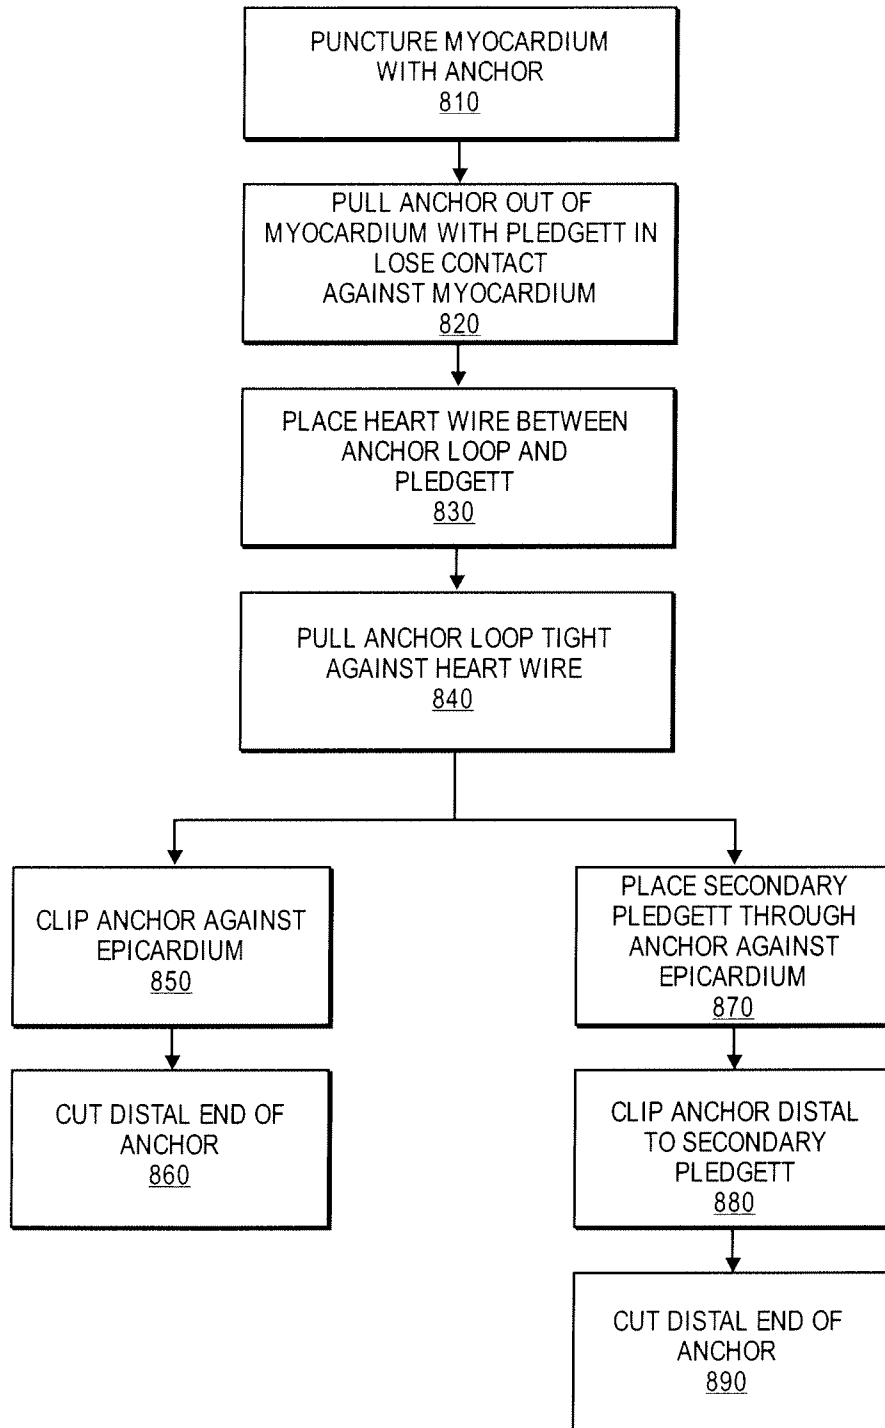 PUNCTURE MYOCARDIUM
WITH ANCHOR
810
PULL ANCHOR OUT OF
MYOCARDIUM WITH PLEDGETT IN
LOSE CONTACT
AGAINST MYOCARDIUM
820
PLACE HEART WIRE BETWEEN
ANCHOR LOOP AND
PLEDGETT
830
PULL ANCHOR LOOP TIGHT
AGAINST HEART WIRE
840
CLIP ANCHOR AGAINST
EPICARDIUM
850
CUT DISTAL END OF
ANCHOR
860
PLACE SECONDARY
PLEDGETT THROUGH
ANCHOR AGAINST
EPICARDIUM
870
CLIP ANCHOR DISTAL
TO SECONDARY
PLEDGETT
880
CUT DISTAL END OF
ANCHOR
890